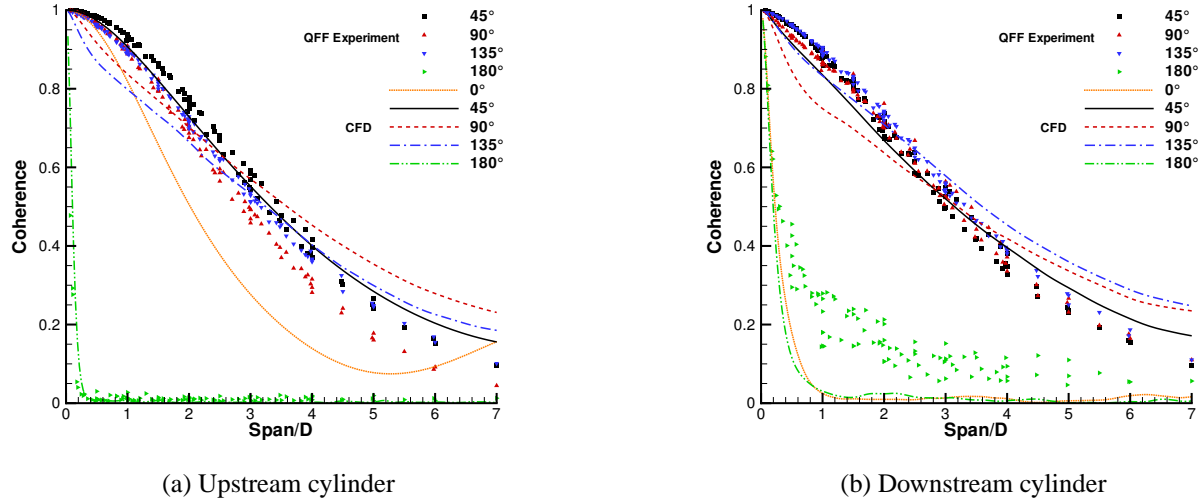 1
0.8
0.6
0.4
0.2
0
Coherence
0 1 2 3 4 5 6 7
Span/D
QFF Experiment
45°
90°
135°
180°
CFD
0°
45°
90°
135°
180°
(a) Upstream cylinder
1
0.8
0.6
0.4
0.2
0
Coherence
0 1 2 3 4 5 6 7
Span/D
QFF Experiment
45°
90°
135°
180°
CFD
0°
45°
90°
135°
180°
(b) Downstream cylinder